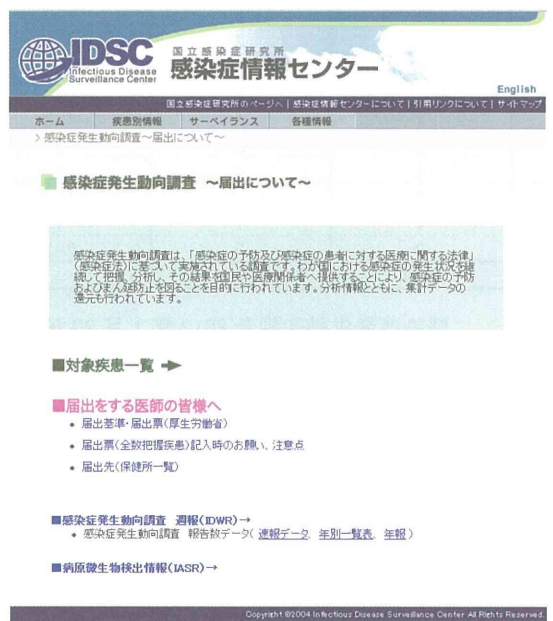 IDSC
Infectious Disease
Surveillance Center
国立感染症研究所
感染症情報センター
English
国立感染症研究所のページへ | 感染症情報センターについて | 引用リンクについて | サイトマップ
ホーム 疾患別情報 サーベイランス 各種情報
> 感染症発生動向調査～届出について～
感染症発生動向調査 ～届出について～
感染症発生動向調査は、「感染症の予防及び感染症の患者に対する医療に関する法律」
(感染症法)に基づいて実施されている調査です。わが国における感染症の発生状況を継
続して把握、分析し、その結果を国民や医療関係者へ提供することにより、感染症の予防
およびまん延防止を図ることを目的に行われています。分析情報とともに、集計データの
還元も行われています。
■対象疾患一覧 ➔
■届出をする医師の皆様へ
• 届出基準・届出票(厚生労働省)
• 届出票(全数把握疾患)記入時のお願い、注意点
• 届出先(保健所一覧)
■感染症発生動向調査 週報(IDWR)→
• 感染症発生動向調査 報告数データ( 速報データ、年別一覧表、年報 )
■病原微生物検出情報(IASR)→
Copyright ©2004 Infectious Disease Surveillance Center All Rights Reserved.